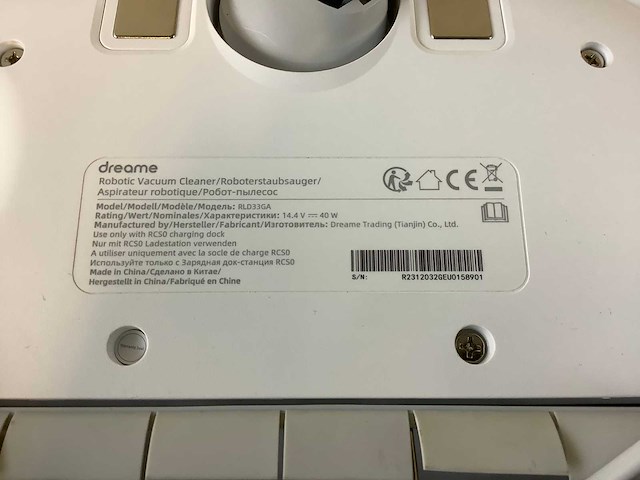 dreame
Robotic Vacuum Cleaner/Roboterstaubsauger/
Aspirateur robotique/Робот-пылесос
Model/Modell/Modèle/Модель: RLD33GA
Rating/Wert/Nominales/Характеристики: 14.4 V ⎓ 40 W
Manufactured by/Hersteller/Fabricant/Изготовитель: Dreame Trading (Tianjin) Co., Ltd.
Use only with RCS0 charging dock
Nur mit RCS0 Ladestation verwenden
A utiliser uniquement avec la socle de charge RCS0
Используйте только с Зарядная док-станция RCS0
Made in China/Сделано в Китае/
Hergestellt in China/Fabriqué en Chine
CE
S/N: R2312032GEU0158901